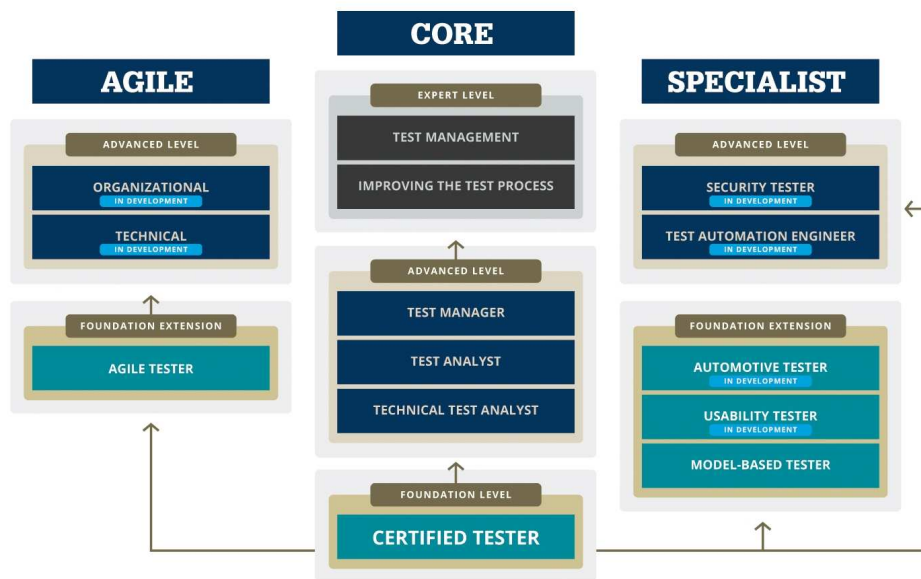 AGILE
ADVANCED LEVEL
ORGANIZATIONAL
IN DEVELOPMENT
TECHNICAL
IN DEVELOPMENT
FOUNDATION EXTENSION
AGILE TESTER
CORE
EXPERT LEVEL
TEST MANAGEMENT
IMPROVING THE TEST PROCESS
ADVANCED LEVEL
TEST MANAGER
TEST ANALYST
TECHNICAL TEST ANALYST
FOUNDATION LEVEL
CERTIFIED TESTER
SPECIALIST
ADVANCED LEVEL
SECURITY TESTER
IN DEVELOPMENT
TEST AUTOMATION ENGINEER
IN DEVELOPMENT
FOUNDATION EXTENSION
AUTOMOTIVE TESTER
IN DEVELOPMENT
USABILITY TESTER
IN DEVELOPMENT
MODEL-BASED TESTER